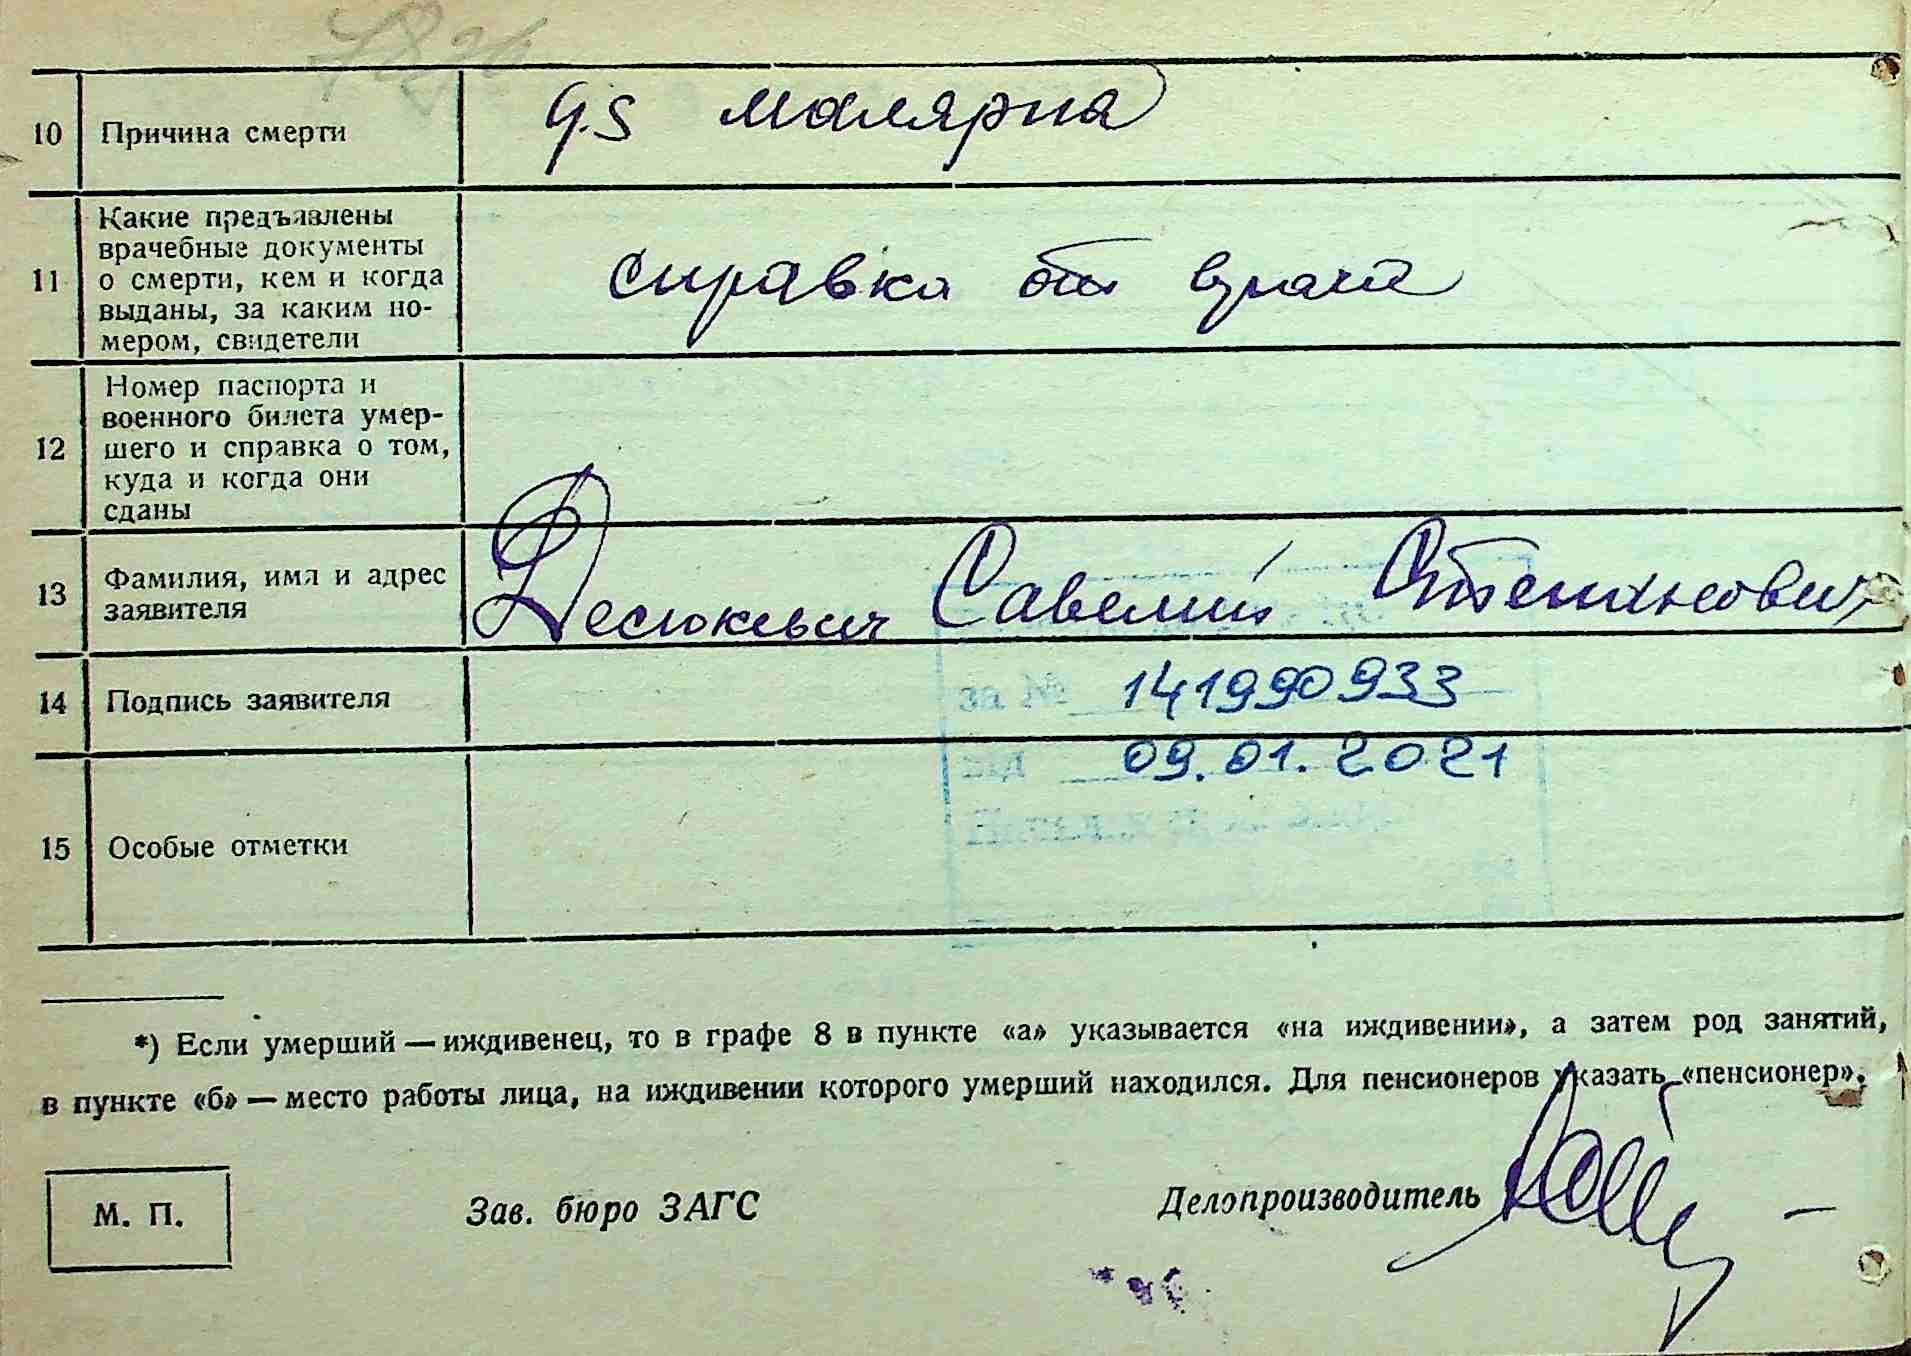 10 Причина смерти
малярия
11 Какие предъявлены
врачебные документы
о смерти, кем и когда
выданы, за каким но-
мером, свидетели
справка от врача
12 Номер паспорта и
военного билета умер-
шего и справка о том,
куда и когда они
сданы
13 Фамилия, имя и адрес
заявителя
Десюкевич Савелий Степанович
14 Подпись заявителя
141990933
09.01.2021
15 Особые отметки
*) Если умерший — иждивенец, то в графе 8 в пункте «а» указывается «на иждивении», а затем род занятий,
в пункте «б» — место работы лица, на иждивении которого умерший находился. Для пенсионеров указать «пенсионер».
М. П.
Зав. бюро ЗАГС
Делопроизводитель